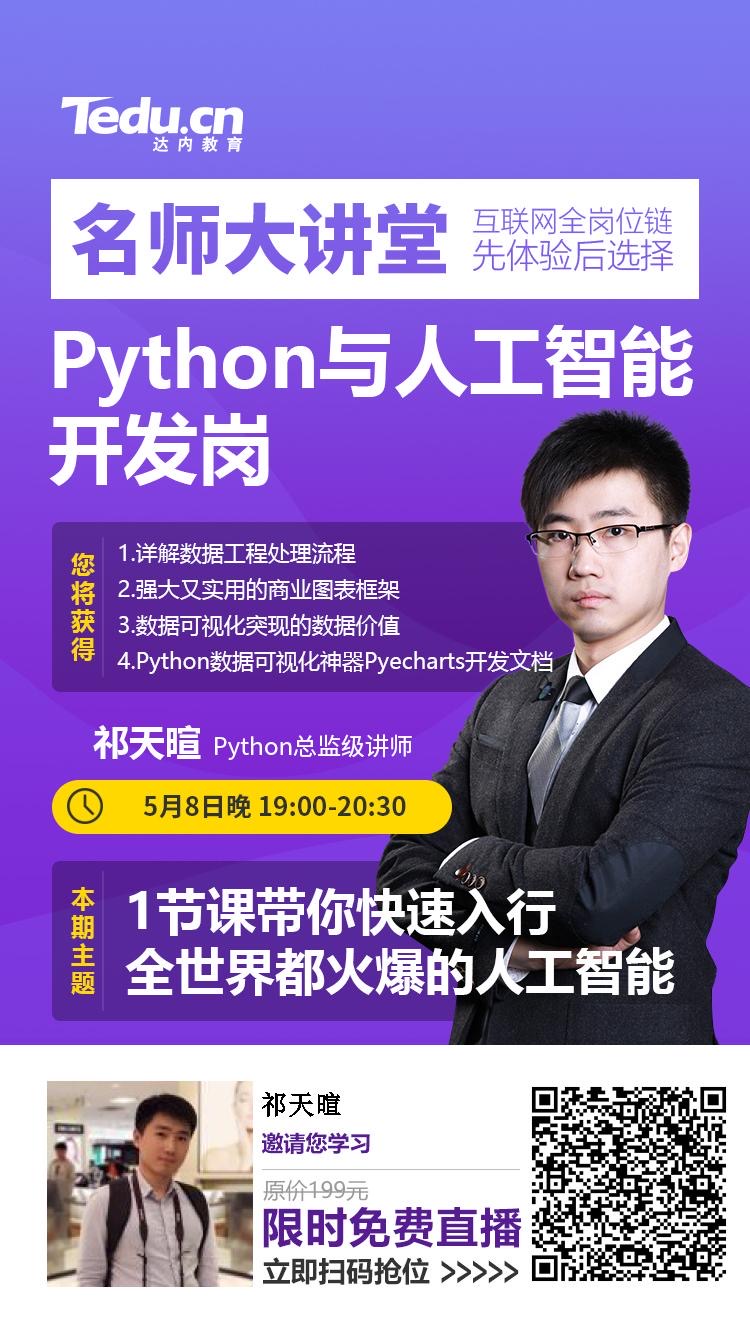 Tedu.cn
达内教育
名师大讲堂
互联网全岗位链
先体验后选择
Python与人工智能
开发岗
您将获得
1.详解数据工程处理流程
2.强大又实用的商业图表框架
3.数据可视化突现的数据价值
4.Python数据可视化神器Pyecharts开发文档
祁天暄 Python总监级讲师
5月8日晚 19:00-20:30
本期主题
1节课带你快速入行
全世界都火爆的人工智能
祁天暄
邀请您学习
原价199元
限时免费直播
立即扫码抢位 >>>>>